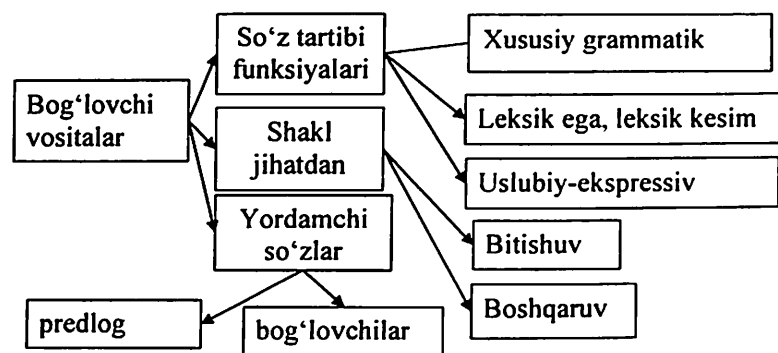 So‘z tartibi
funksiyalari
Xususiy grammatik
Bog‘lovchi
vositalar
Leksik ega, leksik kesim
Shakl
jihatdan
Uslubiy-ekspressiv
Yordamchi
so‘zlar
Bitishuv
Boshqaruv
predlog
bog‘lovchilar